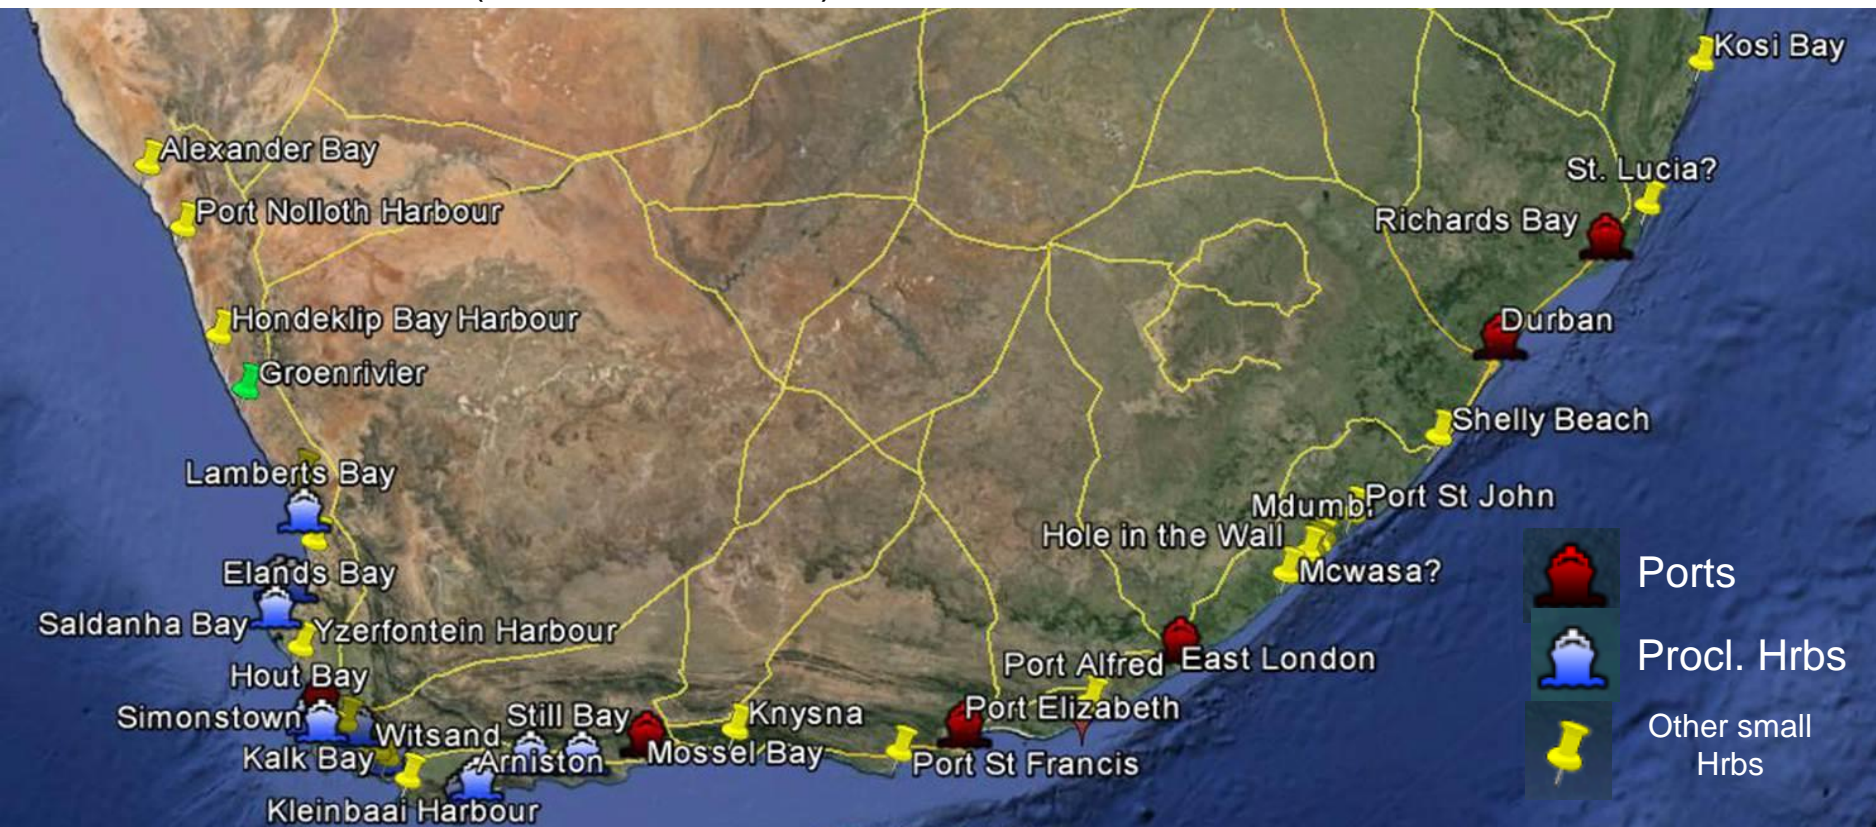 Kosi Bay
Alexander Bay
St. Lucia?
Port Nolloth Harbour
Richards Bay
Hondeklip Bay Harbour
Durban
Groenrivier
Shelly Beach
Lamberts Bay
Port St John
Mdumbi
Hole in the Wall
Mcwasa?
Elands Bay
Saldanha Bay
Yzerfontein Harbour
Port Alfred
East London
Hout Bay
Port Elizabeth
Simonstown
Still Bay
Knysna
Witsand
Mossel Bay
Kalk Bay
Arniston
Port St Francis
Kleinbaai Harbour
Ports
Procl. Hrbs
Other small
Hrbs